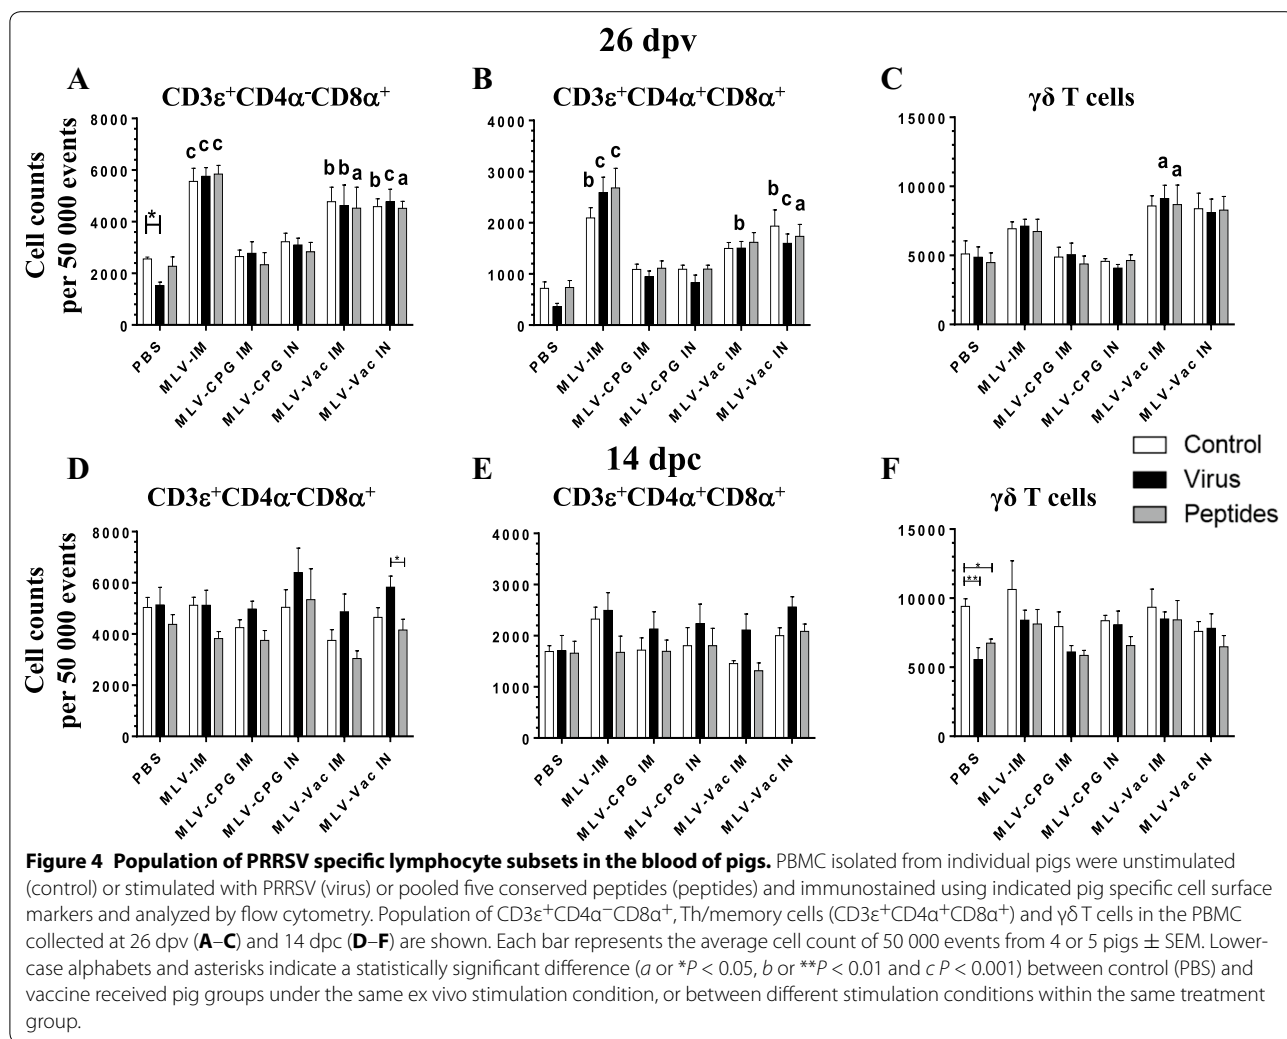 26 dpv
A
CD3ε⁺CD4α⁻CD8α⁺
Cell counts
per 50 000 events
8000
6000
4000
2000
0
*
c c c
b b a
b c a
PBS
MLV-IM
MLV-CPG IM
MLV-CPG IN
MLV-Vac IM
MLV-Vac IN
B
CD3ε⁺CD4α⁺CD8α⁺
4000
3000
2000
1000
0
b c c
b
b c a
PBS
MLV-IM
MLV-CPG IM
MLV-CPG IN
MLV-Vac IM
MLV-Vac IN
C
γδ T cells
15000
10000
5000
0
a a
PBS
MLV-IM
MLV-CPG IM
MLV-CPG IN
MLV-Vac IM
MLV-Vac IN
Control
Virus
Peptides
14 dpc
D
CD3ε⁺CD4α⁻CD8α⁺
Cell counts
per 50 000 events
8000
6000
4000
2000
0
*
PBS
MLV-IM
MLV-CPG IM
MLV-CPG IN
MLV-Vac IM
MLV-Vac IN
E
CD3ε⁺CD4α⁺CD8α⁺
4000
3000
2000
1000
0
PBS
MLV-IM
MLV-CPG IM
MLV-CPG IN
MLV-Vac IM
MLV-Vac IN
F
γδ T cells
15000
10000
5000
0
*
**
PBS
MLV-IM
MLV-CPG IM
MLV-CPG IN
MLV-Vac IM
MLV-Vac IN
Figure 4 Population of PRRSV specific lymphocyte subsets in the blood of pigs. PBMC isolated from individual pigs were unstimulated
(control) or stimulated with PRRSV (virus) or pooled five conserved peptides (peptides) and immunostained using indicated pig specific cell surface
markers and analyzed by flow cytometry. Population of CD3ε⁺CD4α⁻CD8α⁺, Th/memory cells (CD3ε⁺CD4α⁺CD8α⁺) and γδ T cells in the PBMC
collected at 26 dpv (A–C) and 14 dpc (D–F) are shown. Each bar represents the average cell count of 50 000 events from 4 or 5 pigs ± SEM. Lower-
case alphabets and asterisks indicate a statistically significant difference (a or *P < 0.05, b or **P < 0.01 and c P < 0.001) between control (PBS) and
vaccine received pig groups under the same ex vivo stimulation condition, or between different stimulation conditions within the same treatment
group.